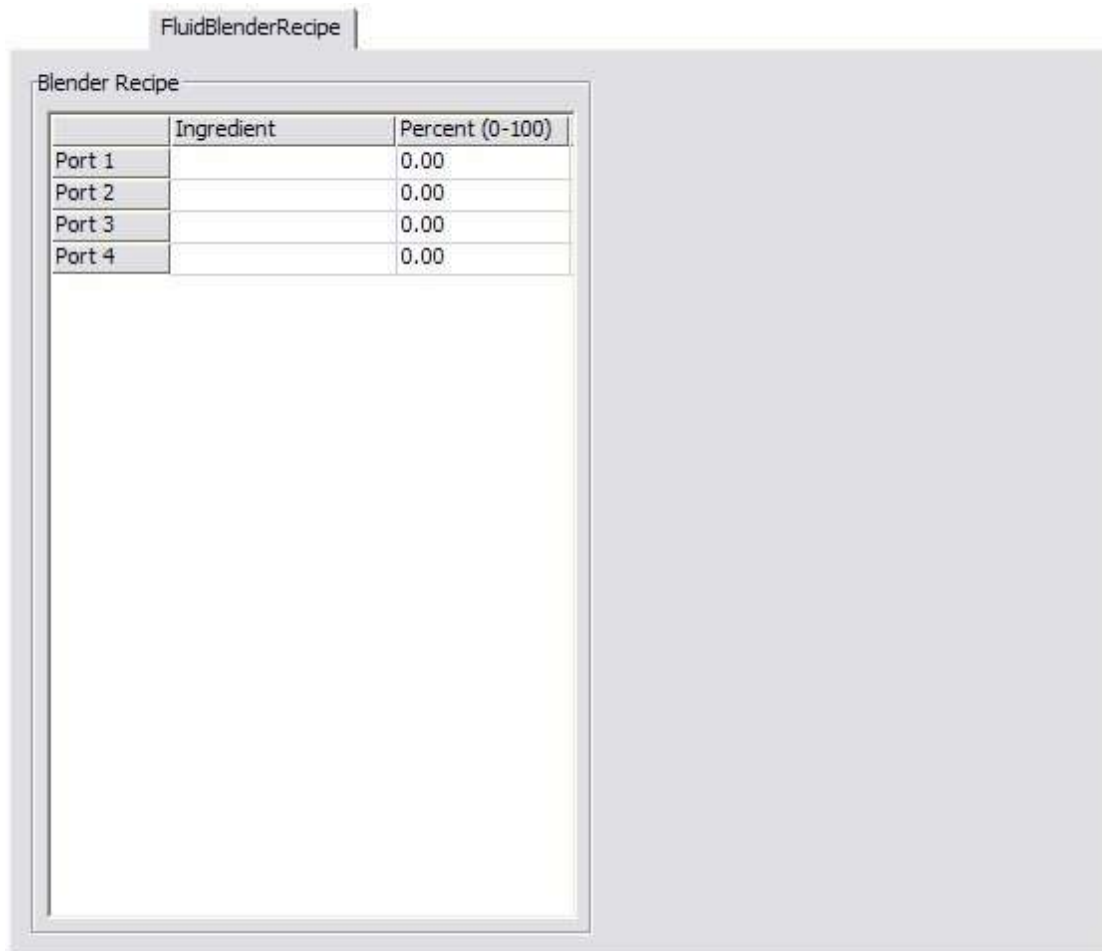 FluidBlenderRecipe
Blender Recipe
Ingredient Percent (0-100)
Port 1 0.00
Port 2 0.00
Port 3 0.00
Port 4 0.00